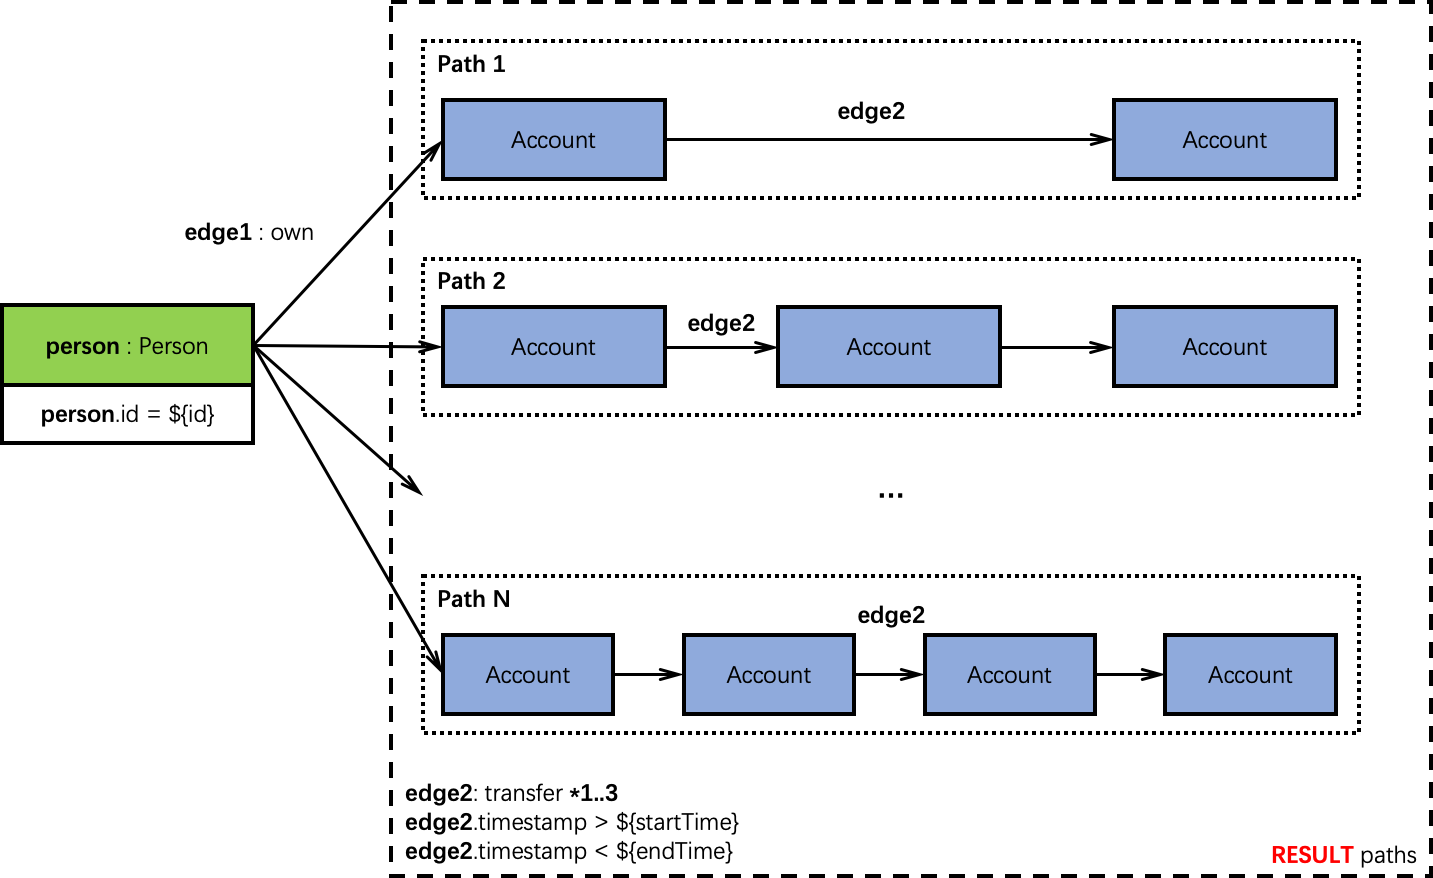 Path 1
edge2
Account
Account
edge1 : own
Path 2
edge2
Account
Account
Account
person : Person
person.id = ${id}
...
Path N
edge2
Account
Account
Account
Account
edge2: transfer *1..3
edge2.timestamp > ${startTime}
edge2.timestamp < ${endTime}
RESULT paths